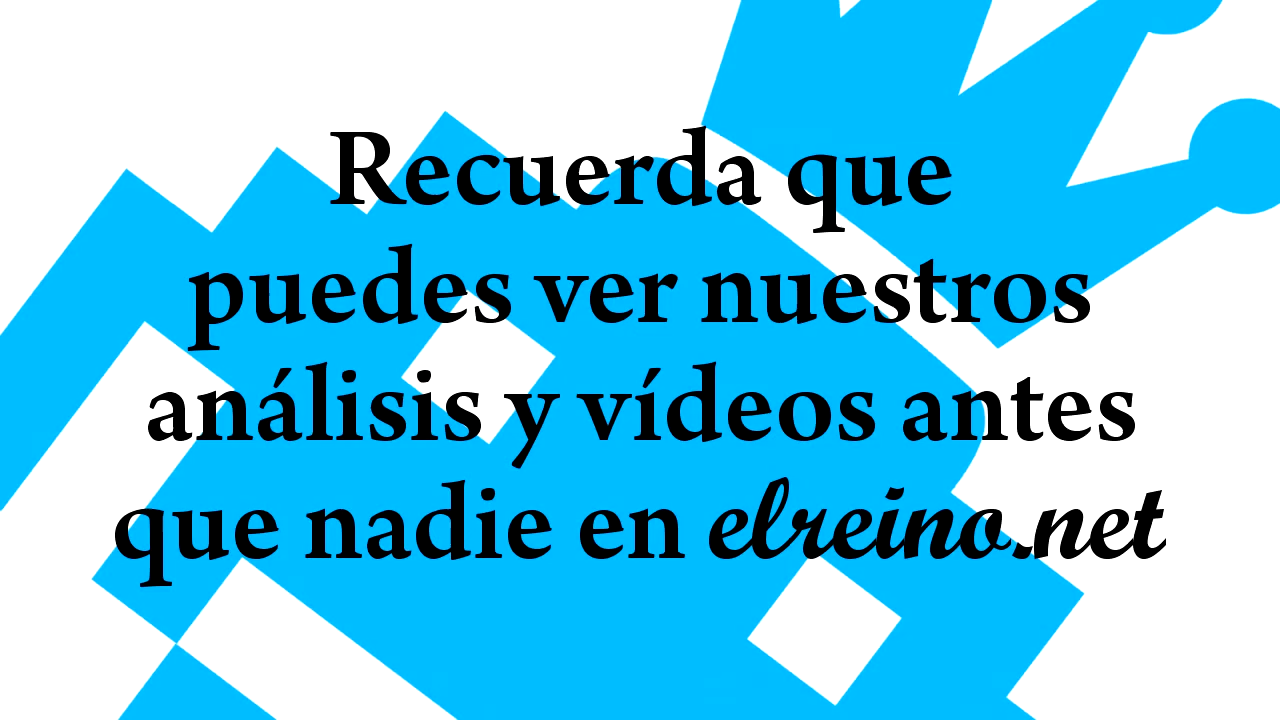 Recuerda que
puedes ver nuestros
análisis y vídeos antes
que nadie en elreino.net